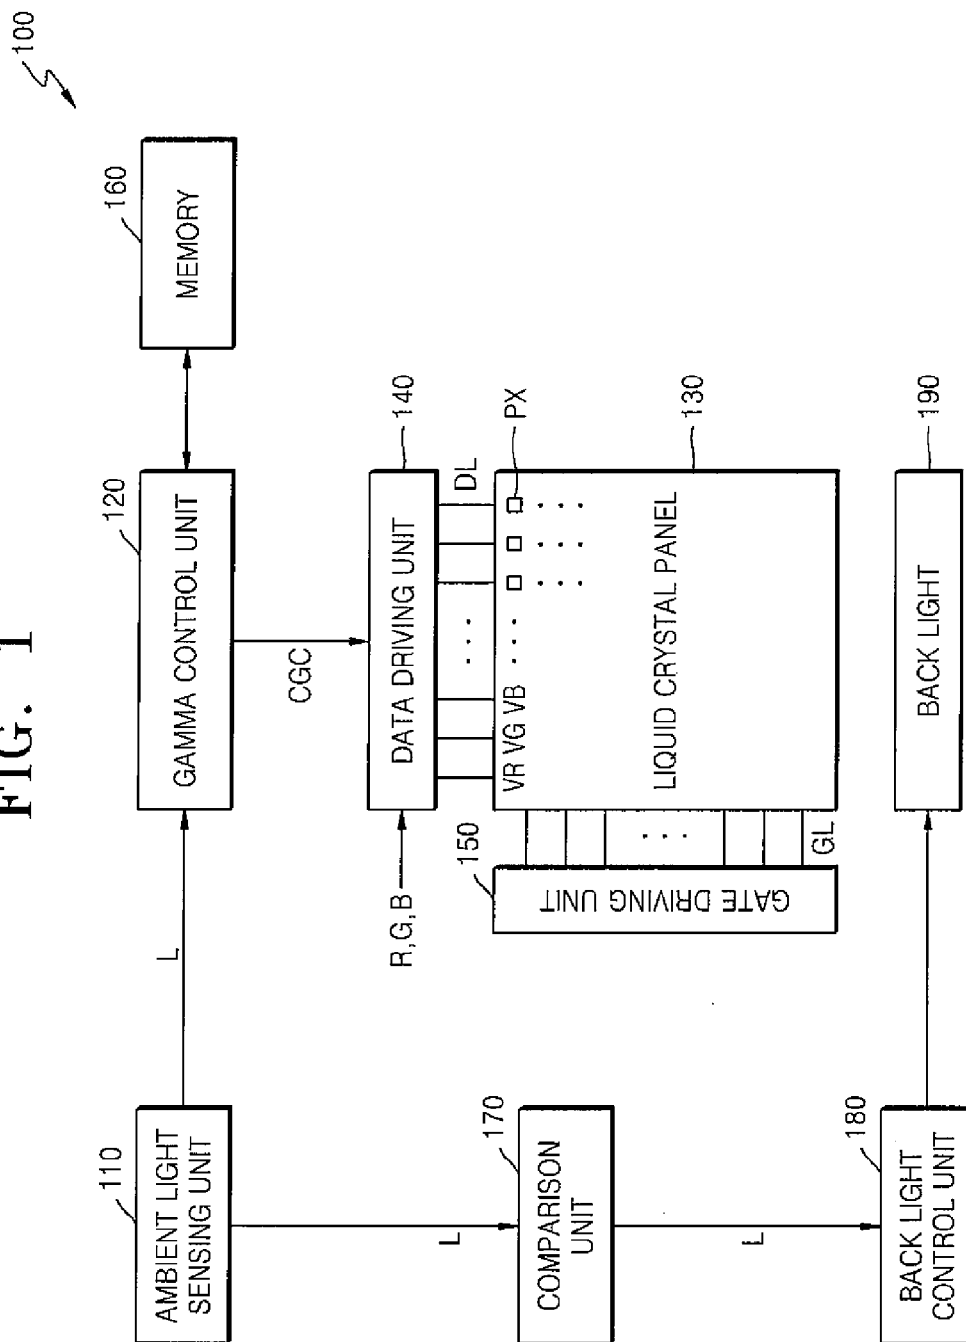 FIG. 1
100
110
AMBIENT LIGHT
SENSING UNIT
L
120
GAMMA CONTROL UNIT
160
MEMORY
CGC
R,G,B
140
DATA DRIVING UNIT
DL
PX
VR VG VB
130
LIQUID CRYSTAL PANEL
150
GATE DRIVING UNIT
GL
L
170
COMPARISON
UNIT
L
180
BACK LIGHT
CONTROL UNIT
190
BACK LIGHT